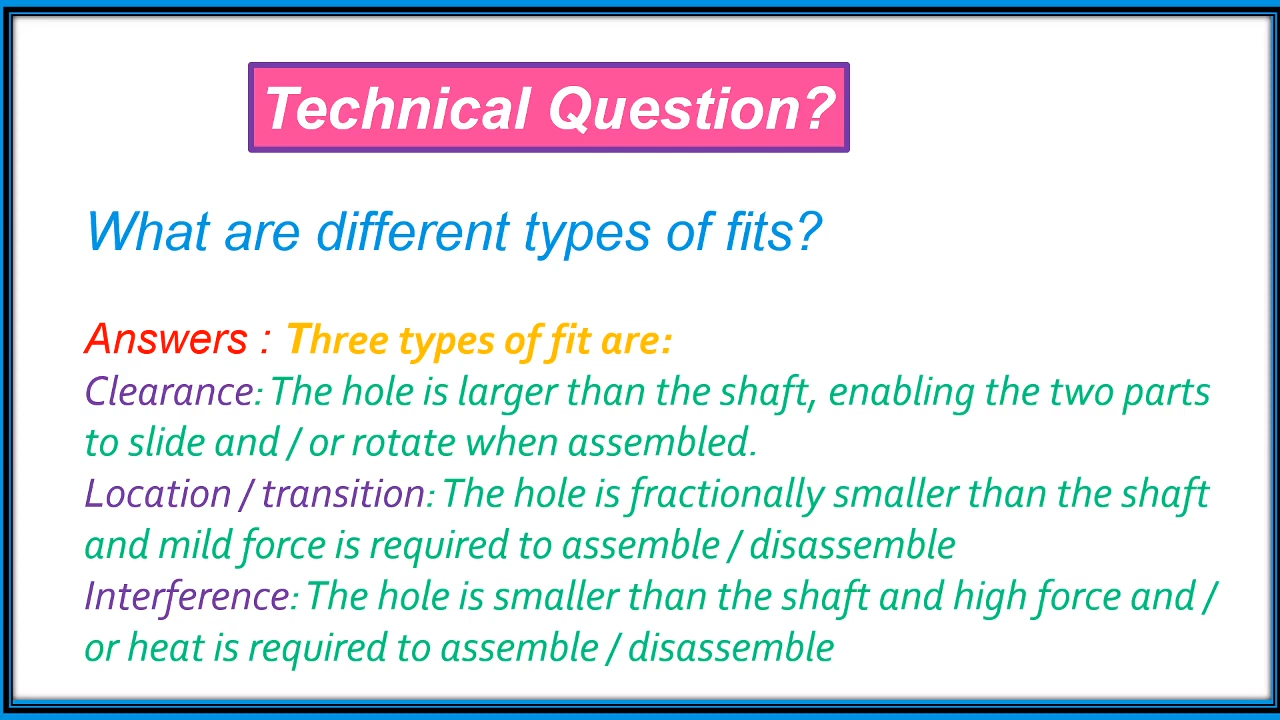 Technical Question?
What are different types of fits?
Answers : Three types of fit are:
Clearance: The hole is larger than the shaft, enabling the two parts
to slide and / or rotate when assembled.
Location / transition: The hole is fractionally smaller than the shaft
and mild force is required to assemble / disassemble
Interference: The hole is smaller than the shaft and high force and /
or heat is required to assemble / disassemble